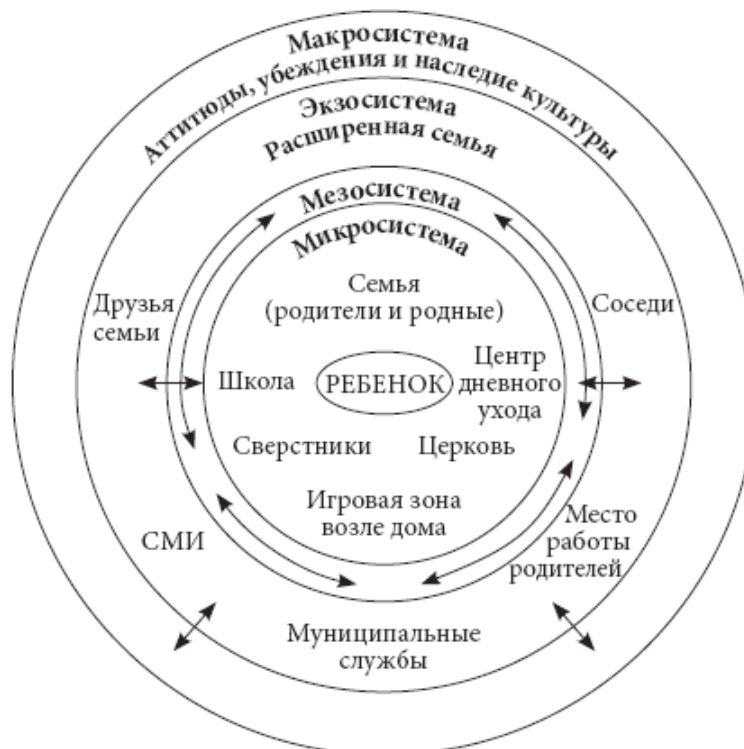 Макросистема
Аттитюды, убеждения и наследие культуры
Экзосистема
Расширенная семья
Мезосистема
Микросистема
Семья
(родители и родные)
Друзья
семьи
Соседи
Школа
РЕБЕНОК
Центр
дневного
ухода
Сверстники
Церковь
Игровая зона
возле дома
СМИ
Место
работы
родителей
Муниципальные
службы